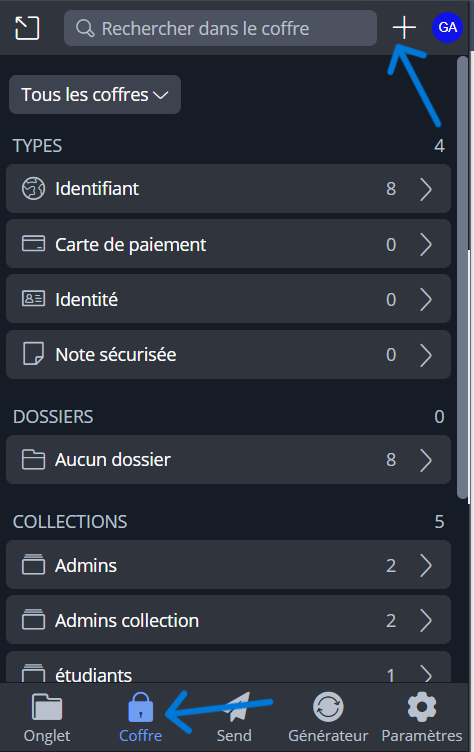 Rechercher dans le coffre
GA
Tous les coffres
TYPES 4
Identifiant 8
Carte de paiement 0
Identité 0
Note sécurisée 0
DOSSIERS 0
Aucun dossier 8
COLLECTIONS 5
Admins 2
Admins collection 2
étudiants 1
Onglet Coffre Send Générateur Paramètres